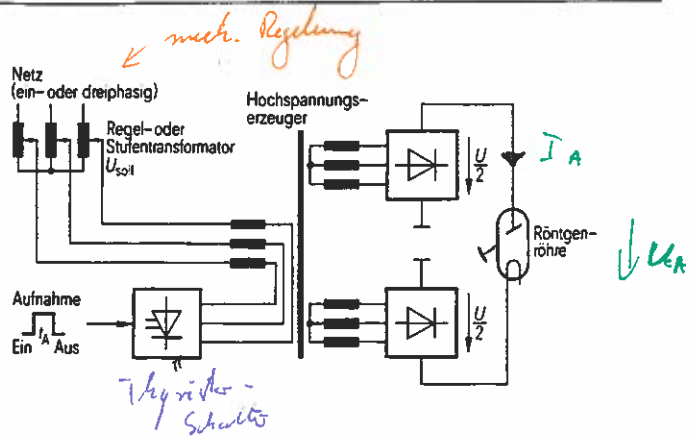 mech. Regelung
Netz
(ein- oder dreiphasig)
Regel- oder
Stufentransformator
U_soll
Hochspannungs-
erzeuger
U/2
I_A
Röntgen-
röhre
U_A
U/2
Aufnahme
t_A
Ein Aus
Thyristor-
Schalter